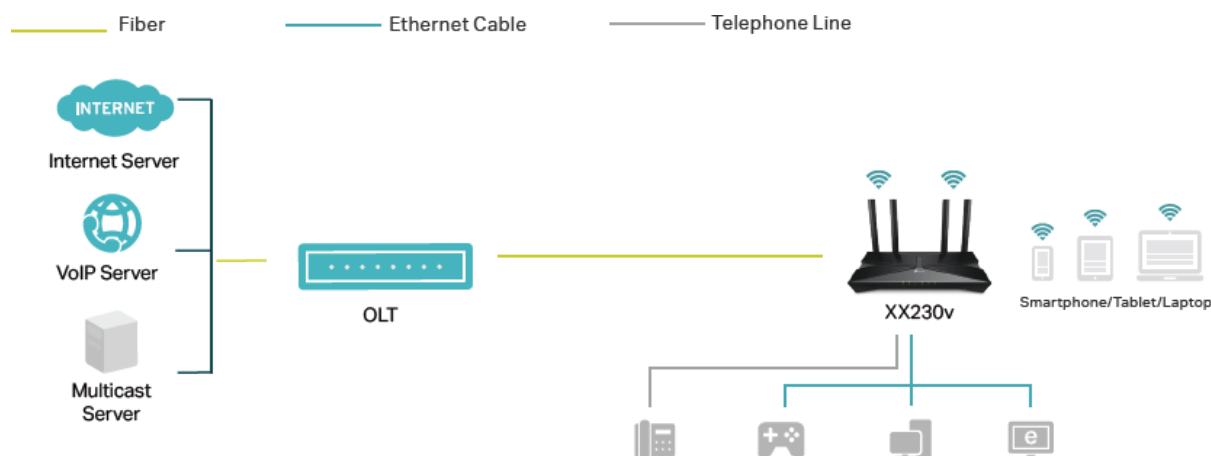 Fiber
Ethernet Cable
Telephone Line
INTERNET
Internet Server
VoIP Server
Multicast
Server
OLT
XX230v
Smartphone/Tablet/Laptop
e